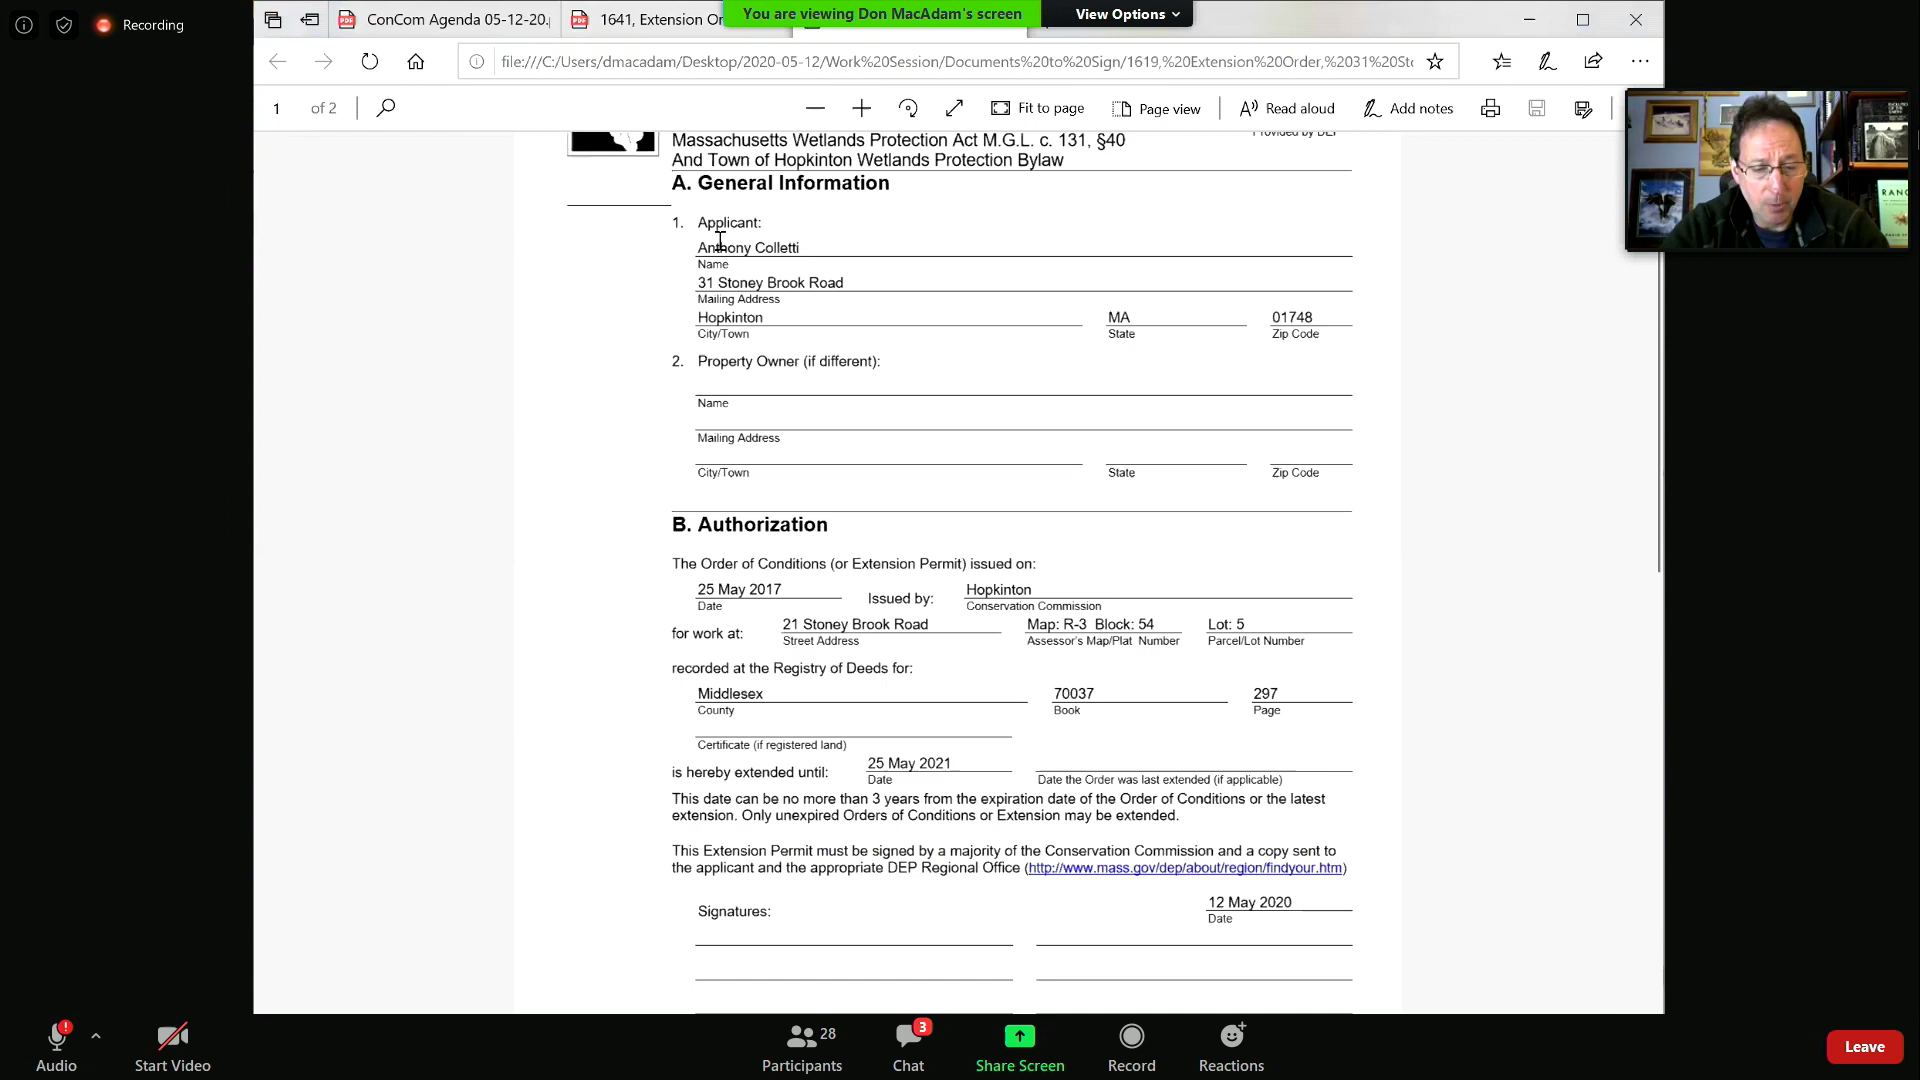 Recording
ConCom Agenda 05-12-20.p
1641, Extension Or
You are viewing Don MacAdam's screen
View Options
file:///C:/Users/dmacadam/Desktop/2020-05-12/Work%20Session/Documents%20to%20Sign/1619,%20Extension%20Order,%2031%20Sto
1 of 2
Fit to page
Page view
Read aloud
Add notes
Provided by DEP
Massachusetts Wetlands Protection Act M.G.L. c. 131, §40
And Town of Hopkinton Wetlands Protection Bylaw
A. General Information
1. Applicant:
Anthony Colletti
Name
31 Stoney Brook Road
Mailing Address
Hopkinton MA 01748
City/Town State Zip Code
2. Property Owner (if different):
Name
Mailing Address
City/Town State Zip Code
B. Authorization
The Order of Conditions (or Extension Permit) issued on:
25 May 2017 Issued by: Hopkinton
Date Conservation Commission
for work at: 21 Stoney Brook Road Map: R-3 Block: 54 Lot: 5
Street Address Assessor's Map/Plat Number Parcel/Lot Number
recorded at the Registry of Deeds for:
Middlesex 70037 297
County Book Page
Certificate (if registered land)
is hereby extended until: 25 May 2021
Date Date the Order was last extended (if applicable)
This date can be no more than 3 years from the expiration date of the Order of Conditions or the latest
extension. Only unexpired Orders of Conditions or Extension may be extended.
This Extension Permit must be signed by a majority of the Conservation Commission and a copy sent to
the applicant and the appropriate DEP Regional Office (http://www.mass.gov/dep/about/region/findyour.htm)
Signatures: 12 May 2020
Date
RANG
Audio
Start Video
Participants 28
Chat 3
Share Screen
Record
Reactions
Leave